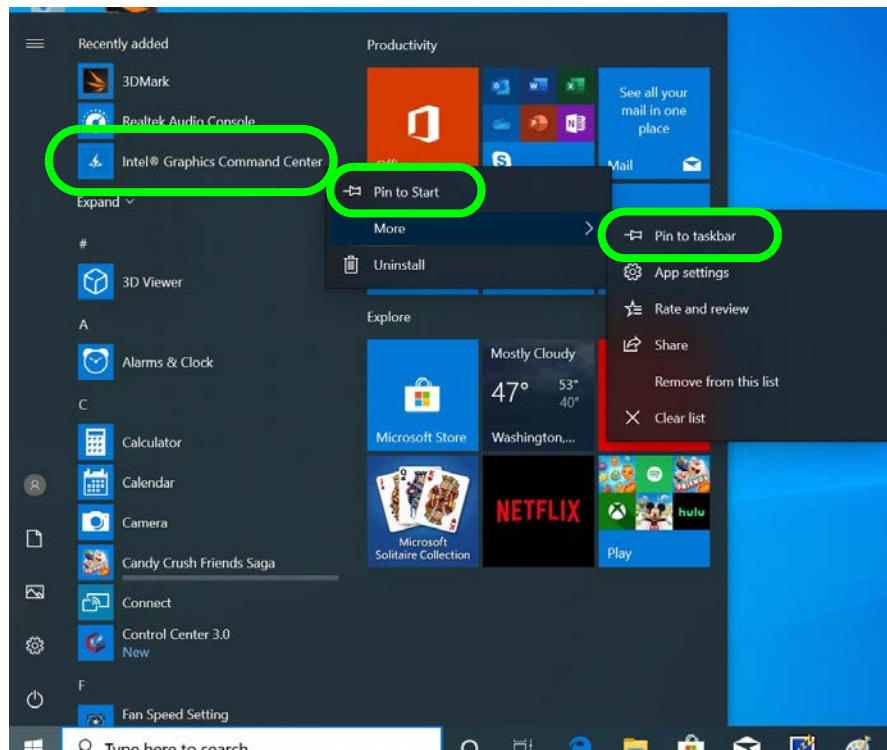 Recently added
3DMark
Realtek Audio Console
Intel® Graphics Command Center
Expand
#
3D Viewer
A
Alarms & Clock
C
Calculator
Calendar
Camera
Candy Crush Friends Saga
Connect
Control Center 3.0
New
F
Fan Speed Setting
Type here to search
Productivity
Office
See all your
mail in one
place
Mail
Pin to Start
More
Uninstall
Pin to taskbar
App settings
Rate and review
Share
Remove from this list
Clear list
Explore
Microsoft Store
Mostly Cloudy
47°
53°
40°
Washington,...
Microsoft
Solitaire Collection
NETFLIX
hulu
Play